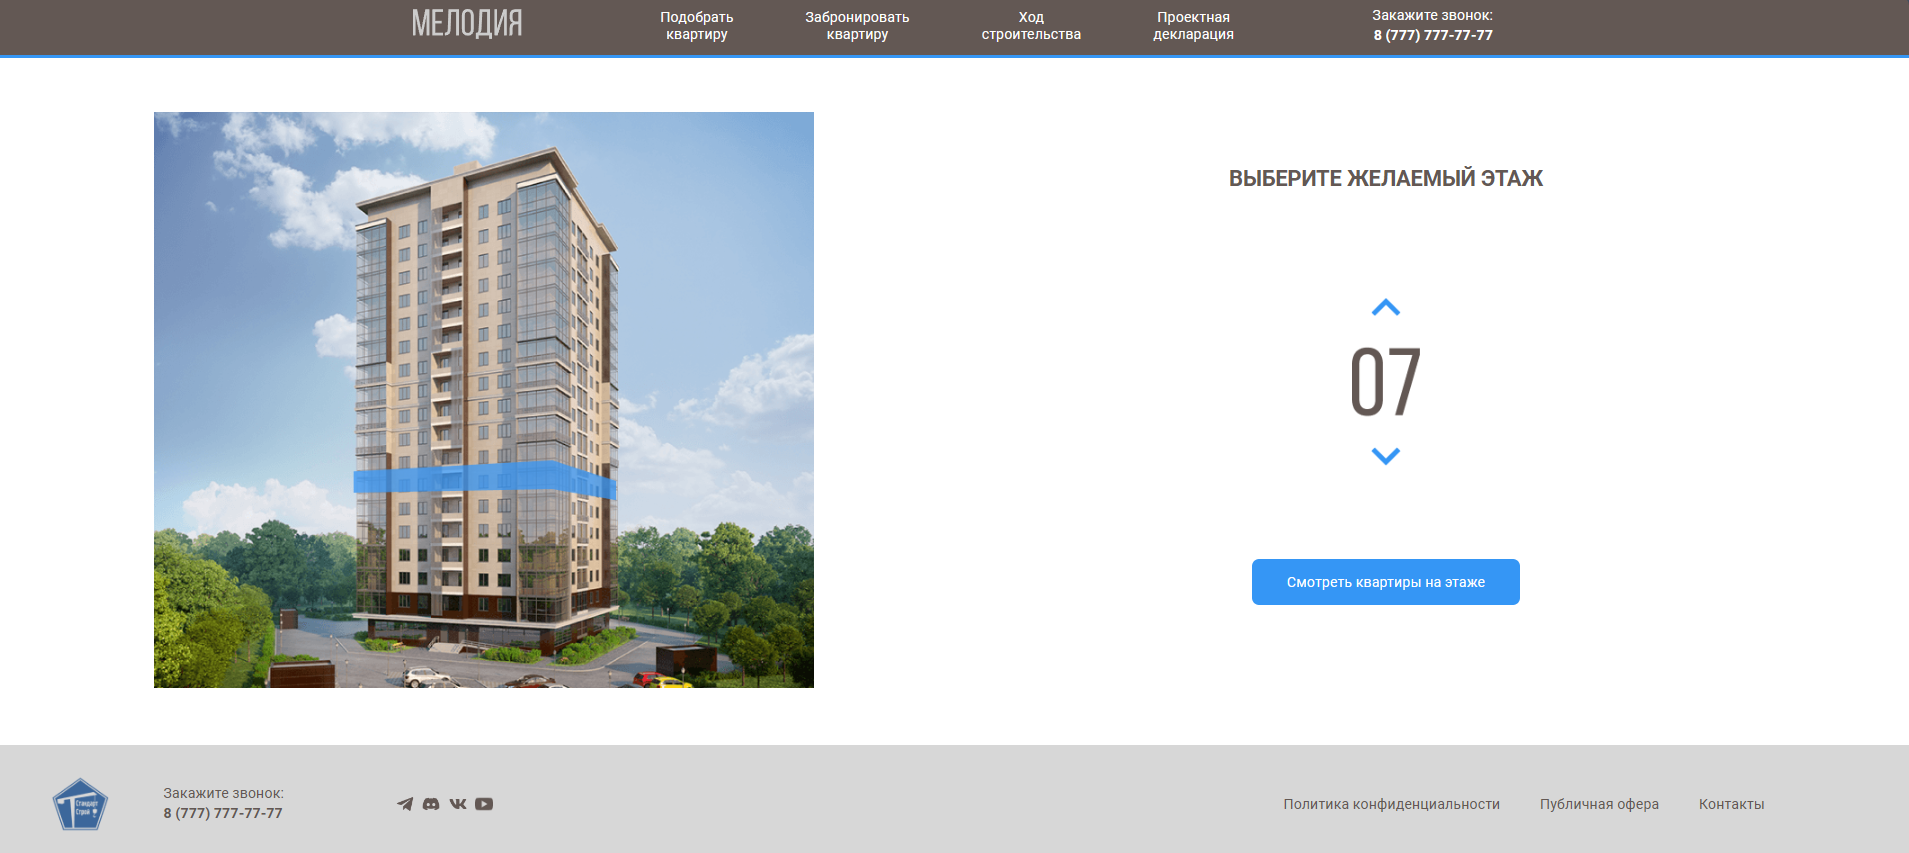 МЕЛОДИЯ
Подобрать
квартиру
Забронировать
квартиру
Ход
строительства
Проектная
декларация
Закажите звонок:
8 (777) 777-77-77
ВЫБЕРИТЕ ЖЕЛАЕМЫЙ ЭТАЖ
07
Смотреть квартиры на этаже
Стандарт
Строй
Закажите звонок:
8 (777) 777-77-77
Политика конфиденциальности
Публичная офера
Контакты